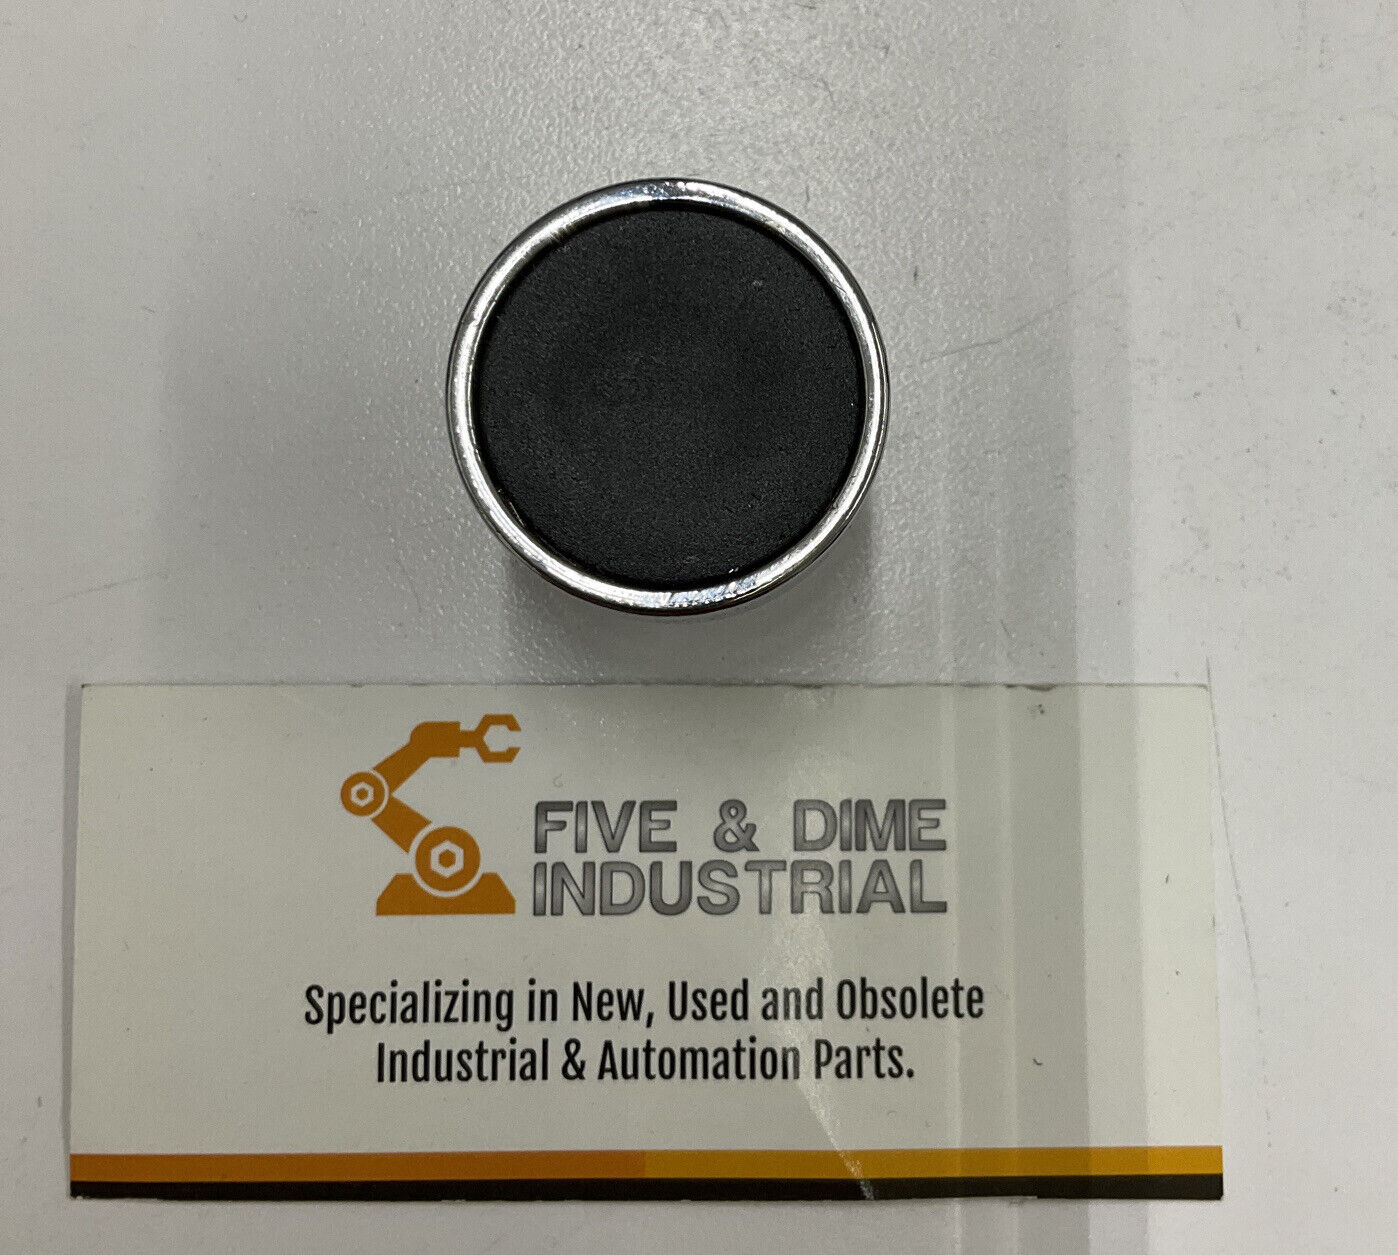 FIVE & DIME
INDUSTRIAL
Specializing in New, Used and Obsolete
Industrial & Automation Parts.